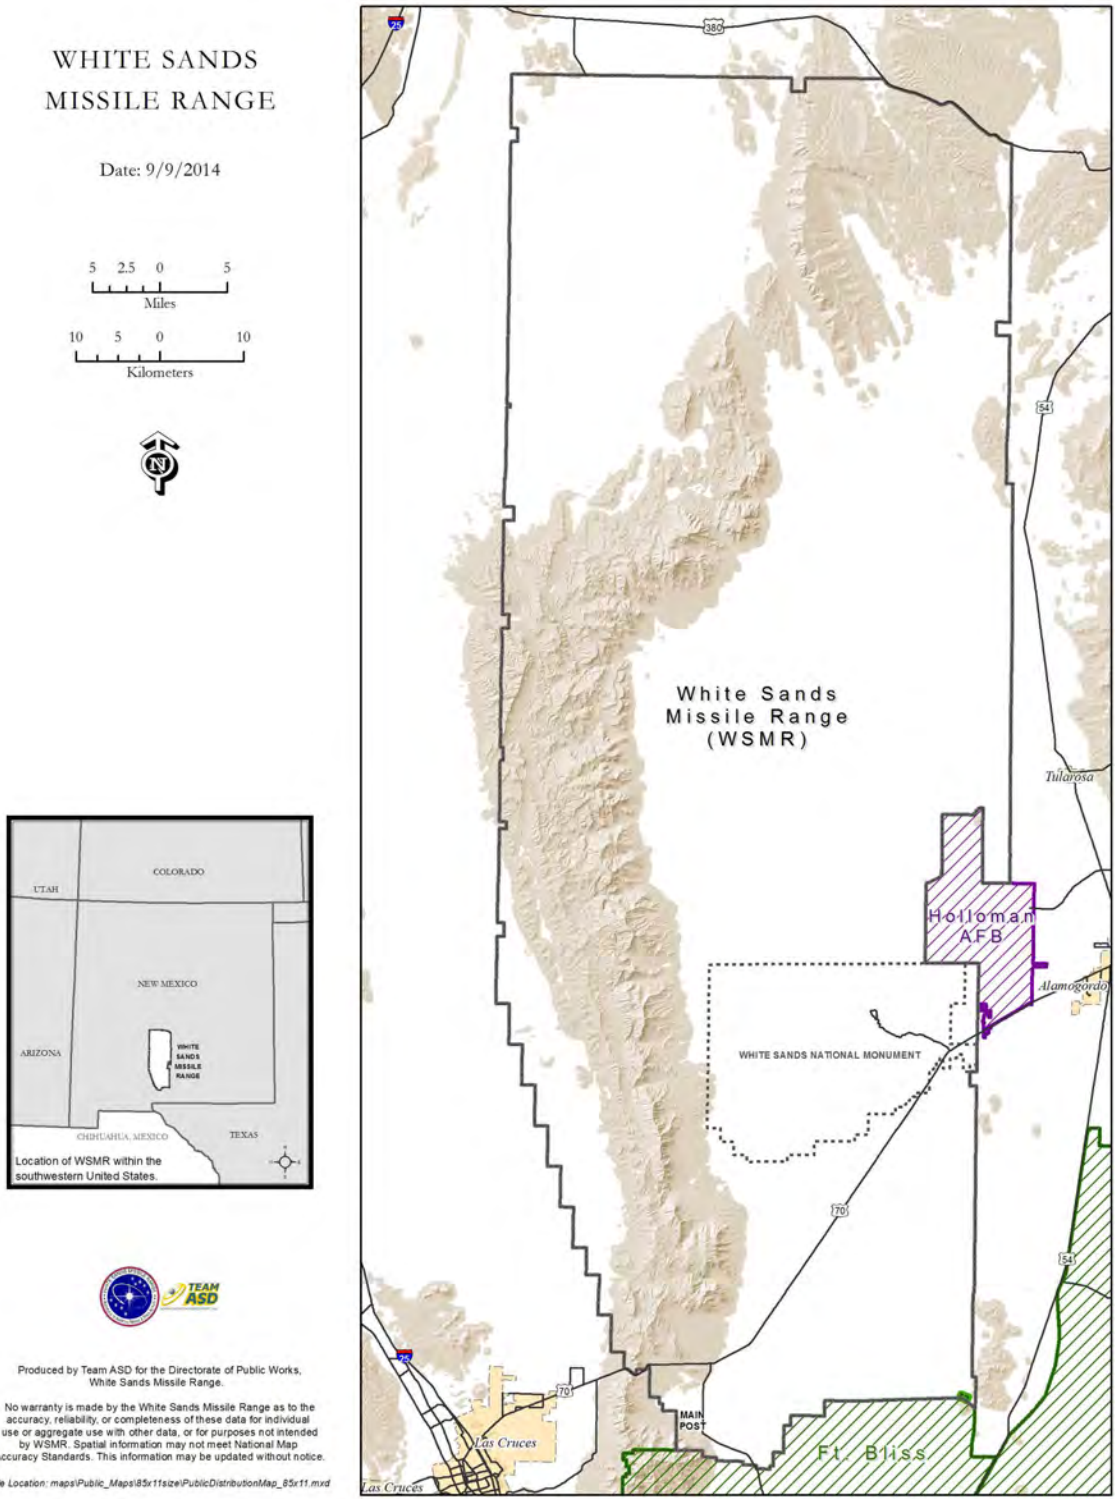 WHITE SANDS
MISSILE RANGE
Date: 9/9/2014
5 2.5 0 5
Miles
10 5 0 10
Kilometers
N
UTAH
COLORADO
NEW MEXICO
ARIZONA
WHITE
SANDS
MISSILE
RANGE
CHIHUAHUA, MEXICO
TEXAS
Location of WSMR within the
southwestern United States.
TEAM
ASD
Produced by Team ASD for the Directorate of Public Works,
White Sands Missile Range.
No warranty is made by the White Sands Missile Range as to the
accuracy, reliability, or completeness of these data for individual
use or aggregate use with other data, or for purposes not intended
by WSMR. Spatial information may not meet National Map
ccuracy Standards. This information may be updated without notice.
e Location: maps\Public_Maps\85x11size\PublicDistributionMap_85x11.mxd
25
380
54
White Sands
Missile Range
(WSMR)
Tularosa
Holloman
AFB
Alamogordo
WHITE SANDS NATIONAL MONUMENT
70
54
25
70
MAIN
POST
Las Cruces
Ft. Bliss
Las Cruces